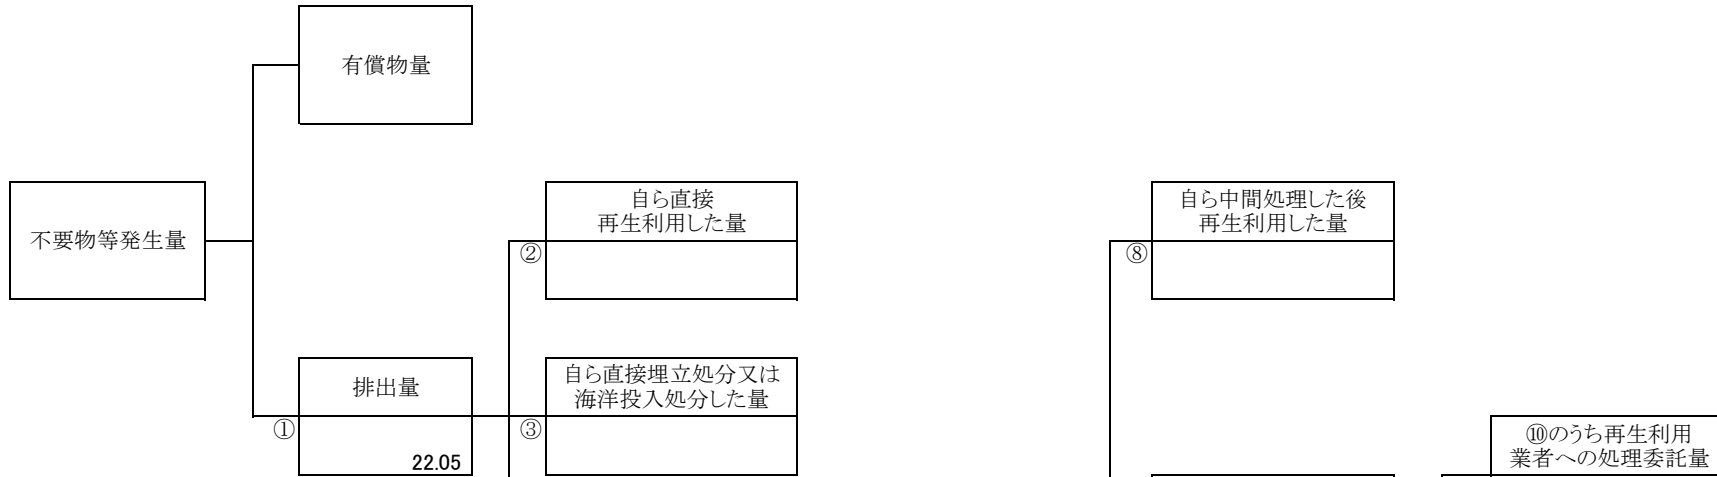 有償物量
不要物等発生量
自ら直接
再生利用した量
②
自ら中間処理した後
再生利用した量
⑧
排出量
①
22.05
自ら直接埋立処分又は
海洋投入処分した量
③
⑩のうち再生利用
業者への処理委託量